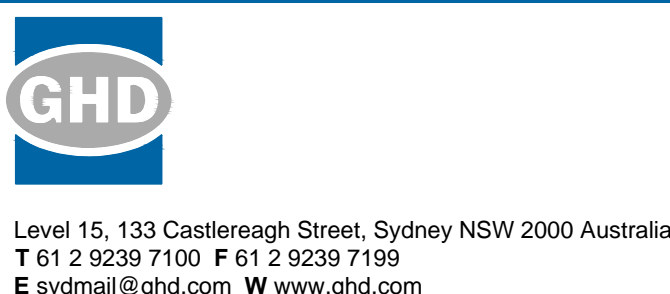 GHD
Level 15, 133 Castlereagh Street, Sydney NSW 2000 Australia
T 61 2 9239 7100 F 61 2 9239 7199
E sydmail@ghd.com W www.ghd.com